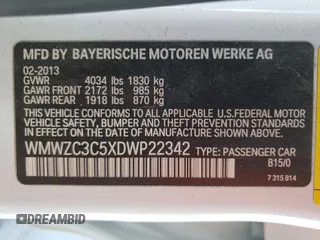 MFD BY BAYERISCHE MOTOREN WERKE AG
02-2013
GVWR 4034 lbs 1830 kg
GAWR FRONT 2172 lbs 985 kg
GAWR REAR 1918 lbs 870 kg
THIS VEHICLE CONFORMS TO ALL APPLICABLE
FEDERAL MOTOR VEHICLE SAFETY, BUMPER,
AND THEFT PREVENTION STANDARDS IN
EFFECT ON THE DATE OF MANUFACTURE
SHOWN ABOVE.
WMWZC3C5XDWP22342 TYPE: PASSENGER CAR
B15/0
7 315 814
DREAMBID